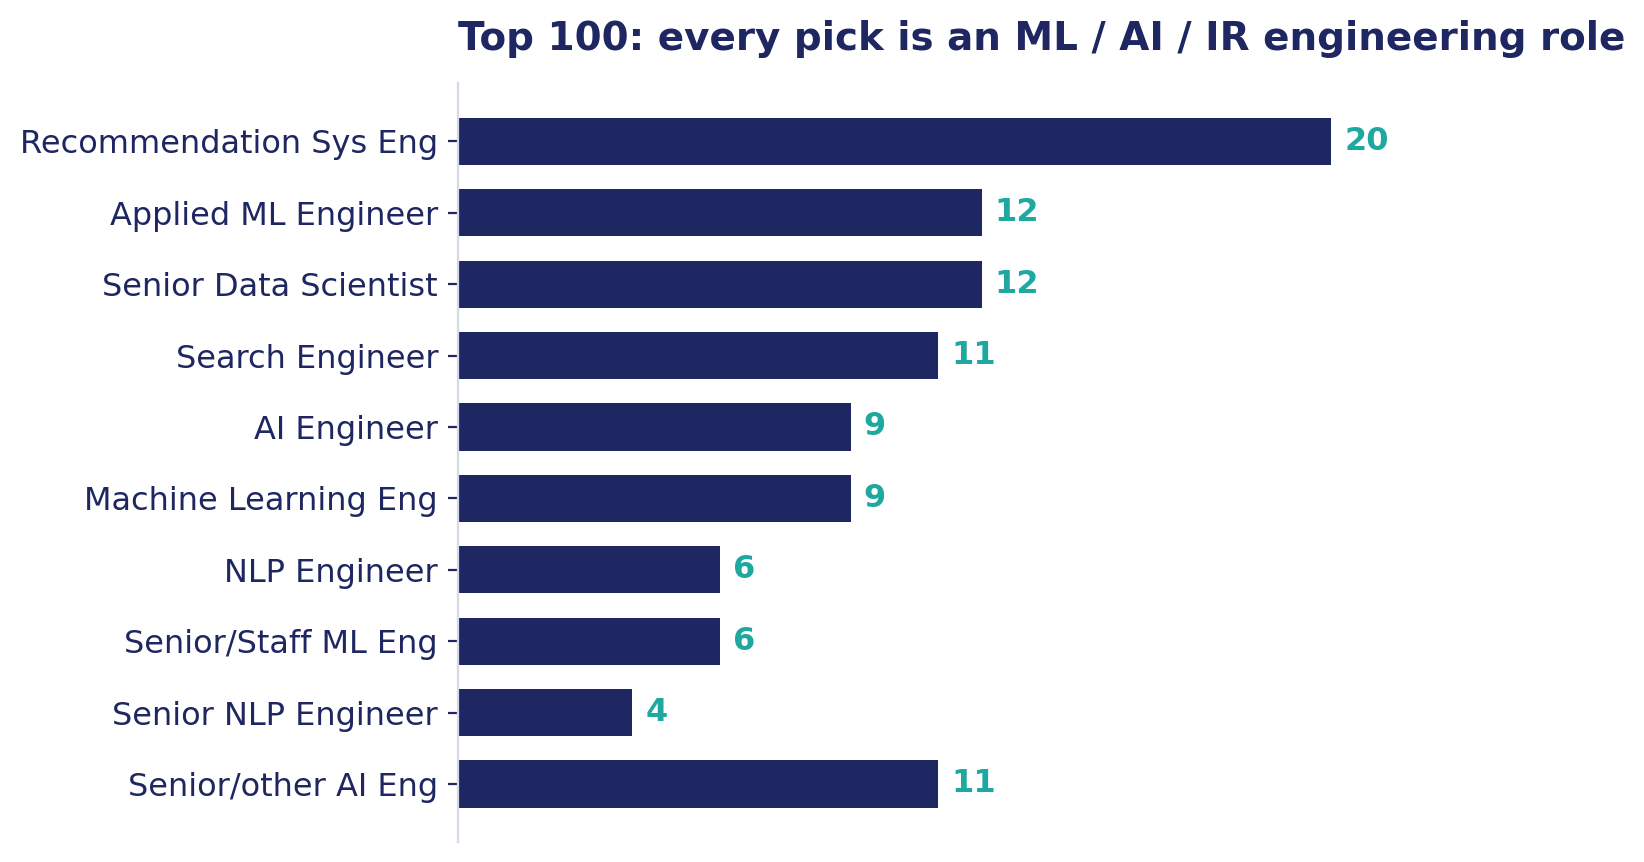 Top 100: every pick is an ML / AI / IR engineering role
Recommendation Sys Eng 20
Applied ML Engineer 12
Senior Data Scientist 12
Search Engineer 11
AI Engineer 9
Machine Learning Eng 9
NLP Engineer 6
Senior/Staff ML Eng 6
Senior NLP Engineer 4
Senior/other AI Eng 11